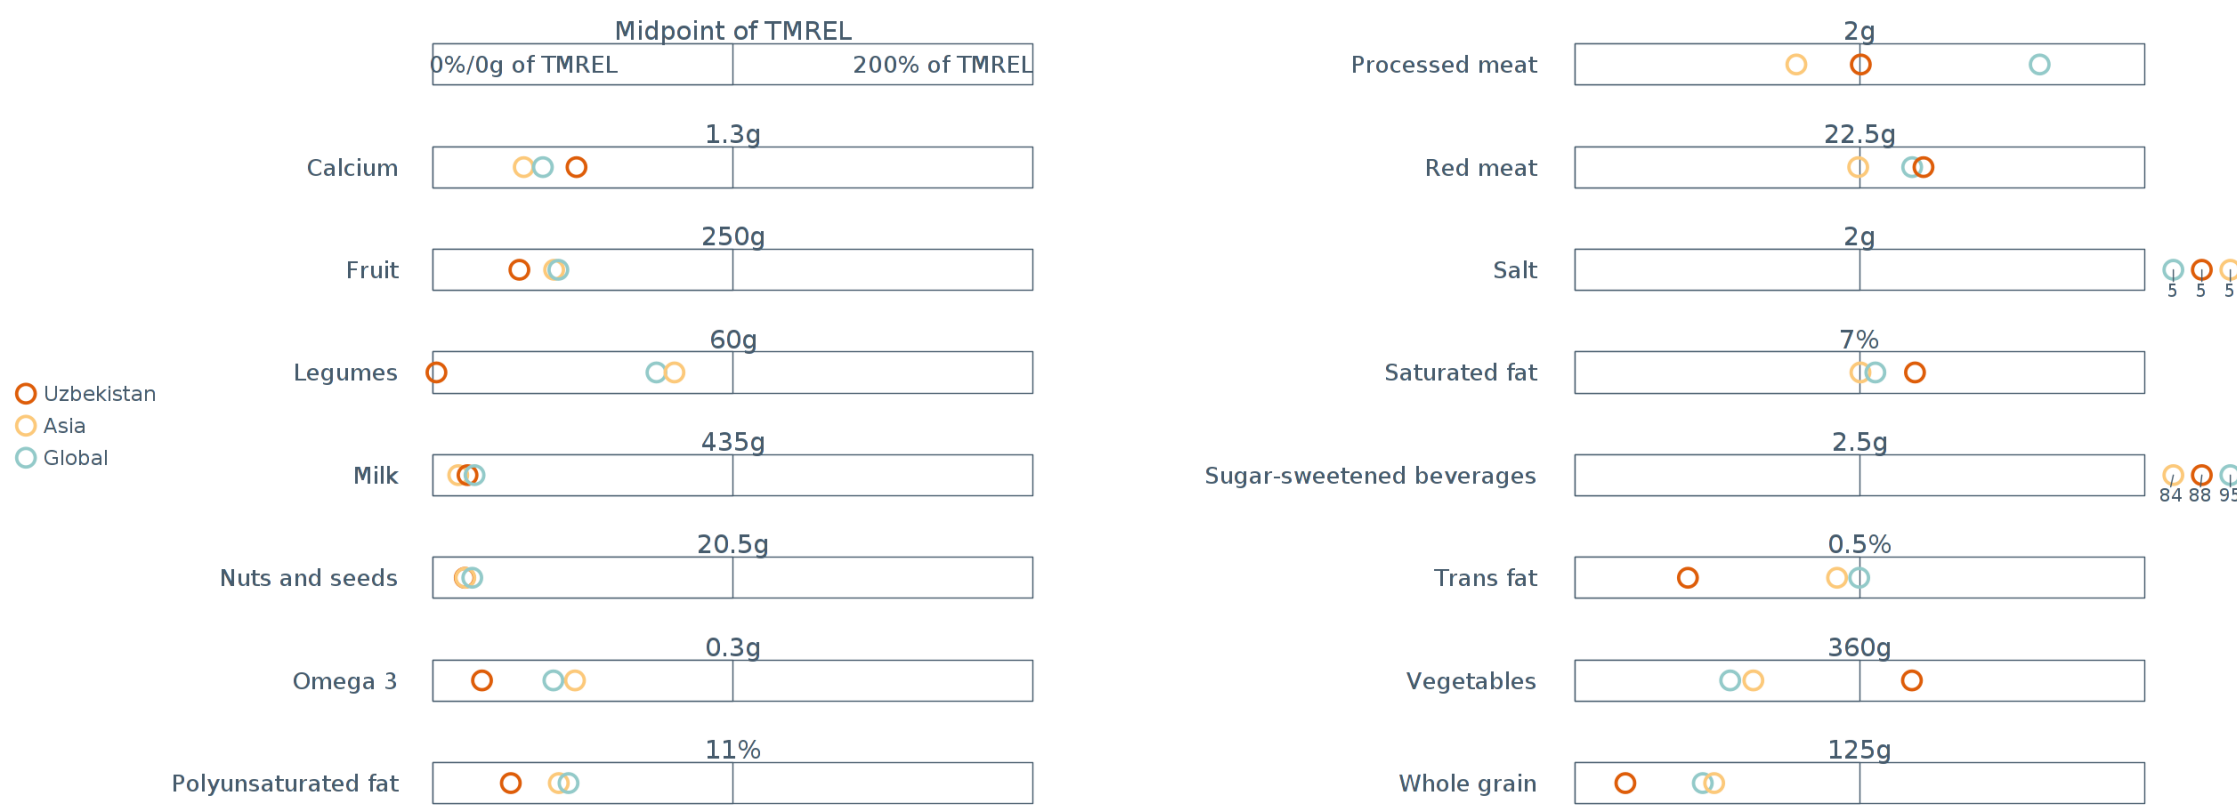 Midpoint of TMREL
0%/0g of TMREL 200% of TMREL
1.3g
Calcium
250g
Fruit
60g
Legumes
435g
Milk
20.5g
Nuts and seeds
0.3g
Omega 3
11%
Polyunsaturated fat
Uzbekistan
Asia
Global
2g
Processed meat
22.5g
Red meat
2g
Salt
5 5 5
7%
Saturated fat
2.5g
Sugar-sweetened beverages
84 88 95
0.5%
Trans fat
360g
Vegetables
125g
Whole grain